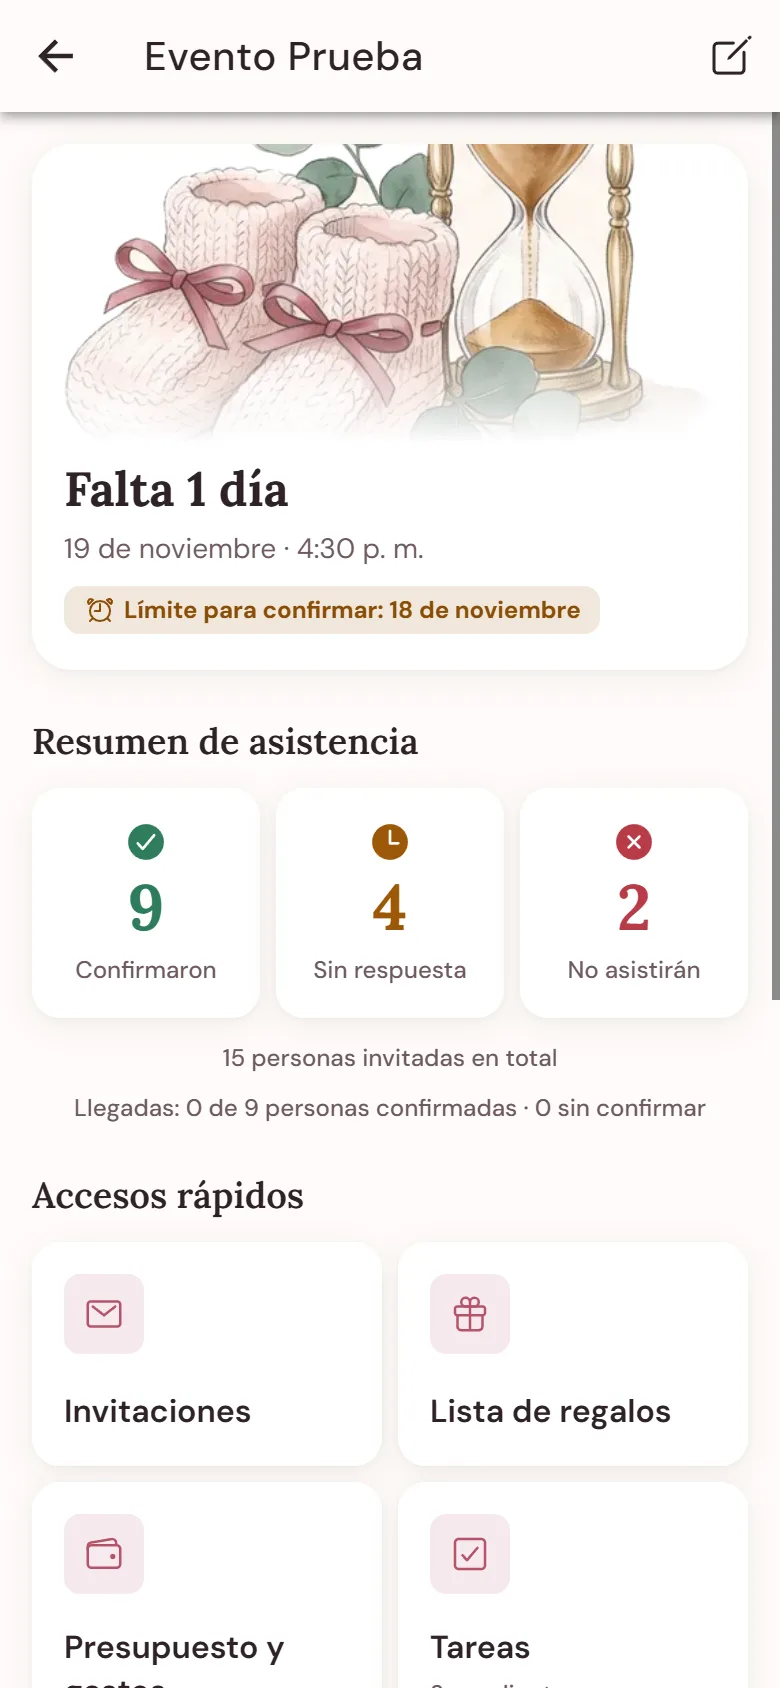 Evento Prueba
Falta 1 día
19 de noviembre · 4:30 p. m.
Límite para confirmar: 18 de noviembre
Resumen de asistencia
9
Confirmaron
4
Sin respuesta
2
No asistirán
15 personas invitadas en total
Llegadas: 0 de 9 personas confirmadas · 0 sin confirmar
Accesos rápidos
Invitaciones
Lista de regalos
Presupuesto y
Tareas